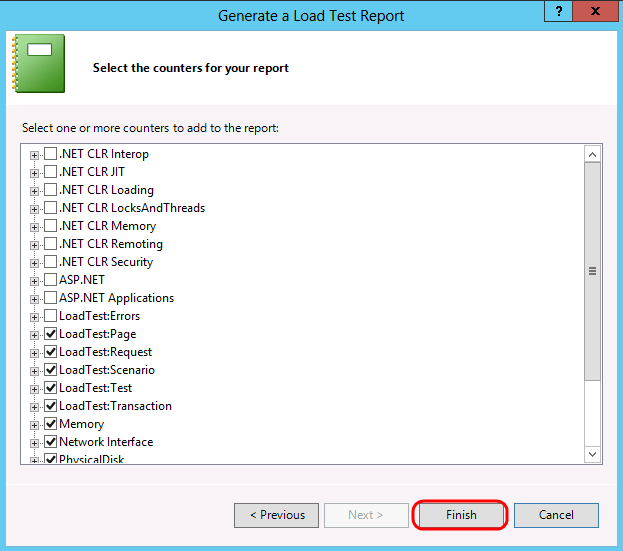 Generate a Load Test Report
?
x
Select the counters for your report
Select one or more counters to add to the report:
.NET CLR Interop
.NET CLR JIT
.NET CLR Loading
.NET CLR LocksAndThreads
.NET CLR Memory
.NET CLR Remoting
.NET CLR Security
ASP.NET
ASP.NET Applications
LoadTest:Errors
LoadTest:Page
LoadTest:Request
LoadTest:Scenario
LoadTest:Test
LoadTest:Transaction
Memory
Network Interface
PhysicalDisk
< Previous
Next >
Finish
Cancel